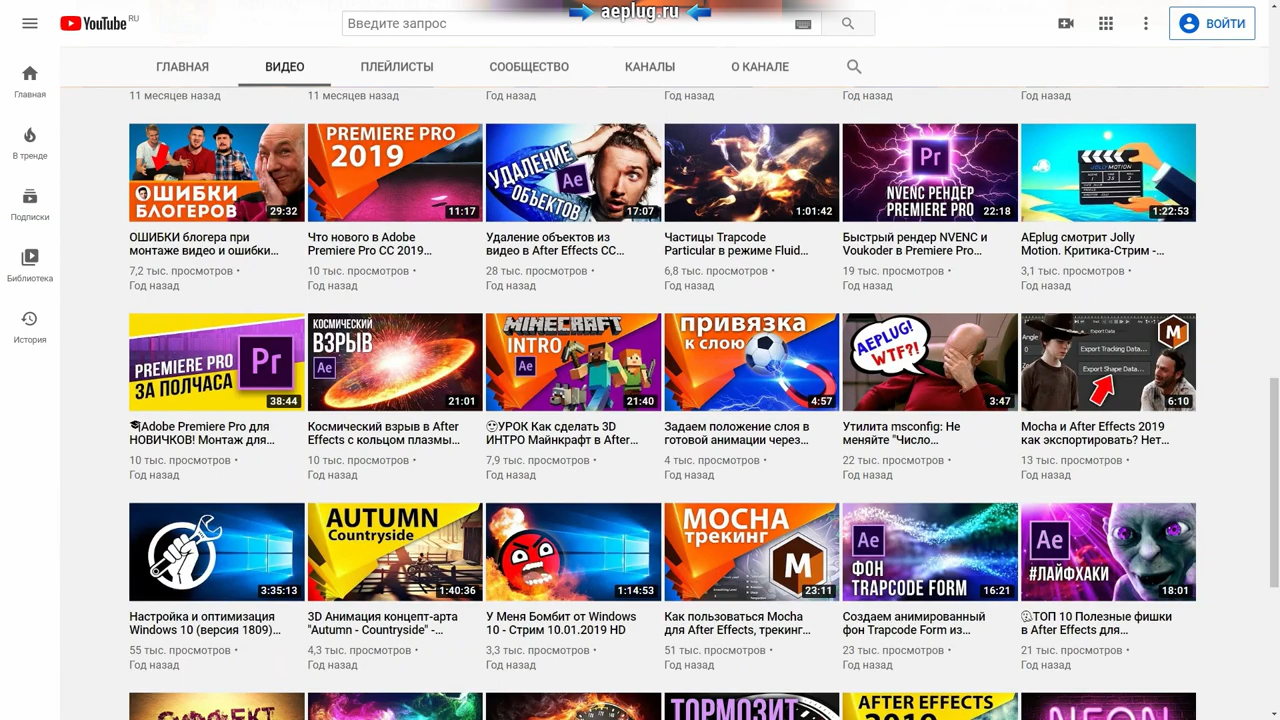 YouTube RU
Введите запрос
aeplug.ru
ВОЙТИ
ГЛАВНАЯ
ВИДЕО
ПЛЕЙЛИСТЫ
СООБЩЕСТВО
КАНАЛЫ
О КАНАЛЕ
Главная
В тренде
Подписки
Библиотека
История
11 месяцев назад
11 месяцев назад
Год назад
Год назад
Год назад
Год назад
ОШИБКИ
БЛОГЕРОВ
29:32
PREMIERE PRO
2019
11:17
УДАЛЕНИЕ
Ae
ОБЪЕКТОВ
17:07
1:01:42
Pr
NVENC РЕНДЕР
PREMIERE PRO
22:18
JOLLY MOTION
1:22:53
ОШИБКИ блогера при
монтаже видео и ошибки...
7,2 тыс. просмотров •
Год назад
Что нового в Adobe
Premiere Pro CC 2019...
10 тыс. просмотров •
Год назад
Удаление объектов из
видео в After Effects CC...
28 тыс. просмотров •
Год назад
Частицы Trapcode
Particular в режиме Fluid...
6,8 тыс. просмотров •
Год назад
Быстрый рендер NVENC и
Voukoder в Premiere Pro...
19 тыс. просмотров •
Год назад
AEplug смотрит Jolly
Motion. Критика-Стрим -...
3,1 тыс. просмотров •
Год назад
PREMIERE PRO
ЗА ПОЛЧАСА
Pr
38:44
КОСМИЧЕСКИЙ
ВЗРЫВ
Ae
21:01
MINECRAFT
INTRO
Ae
21:40
привязка
к слою
4:57
AEPLUG!
WTF?!
3:47
Export Data
Angle
0
Export Tracking Data...
Export Shape Data...
M
6:10
Adobe Premiere Pro для
НОВИЧКОВ! Монтаж для...
10 тыс. просмотров •
Год назад
Космический взрыв в After
Effects с кольцом плазмы...
10 тыс. просмотров •
Год назад
УРОК Как сделать 3D
ИНТРО Майнкрафт в After...
7,9 тыс. просмотров •
Год назад
Задаем положение слоя в
готовой анимации через...
4 тыс. просмотров •
Год назад
Утилита msconfig: Не
меняйте "Число...
22 тыс. просмотров •
Год назад
Mocha и After Effects 2019
как экспортировать? Нет...
13 тыс. просмотров •
Год назад
3:35:13
AUTUMN
Countryside
1:40:36
1:14:53
MOCHA
трекинг
M
23:11
Ae
ФОН
TRAPCODE FORM
16:21
Ae
#ЛАЙФХАКИ
18:01
Настройка и оптимизация
Windows 10 (версия 1809)...
55 тыс. просмотров •
Год назад
3D Анимация концепт-арта
"Autumn - Countryside" -...
4,3 тыс. просмотров •
Год назад
У Меня Бомбит от Windows
10 - Стрим 10.01.2019 HD
3,3 тыс. просмотров •
Год назад
Как пользоваться Mocha
для After Effects, трекинг...
51 тыс. просмотров •
Год назад
Создаем анимированный
фон Trapcode Form из...
23 тыс. просмотров •
Год назад
ТОП 10 Полезные фишки
в After Effects для...
21 тыс. просмотров •
Год назад
ЭФФЕКТ
ТОРМОЗИТ
AFTER EFFECTS
2019
NEON